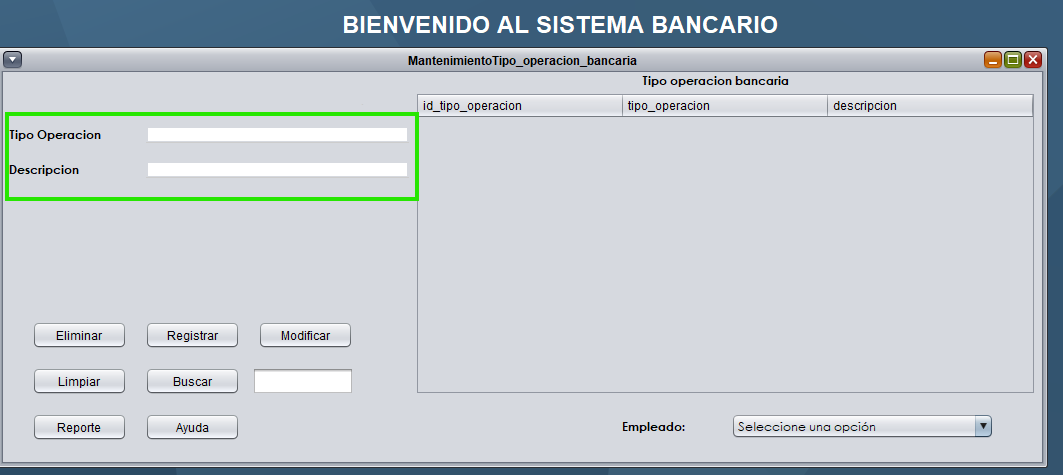 BIENVENIDO AL SISTEMA BANCARIO
MantenimientoTipo_operacion_bancaria
Tipo operacion bancaria
id_tipo_operacion tipo_operacion descripcion
Tipo Operacion
Descripcion
Eliminar Registrar Modificar
Limpiar Buscar
Reporte Ayuda
Empleado: Seleccione una opción